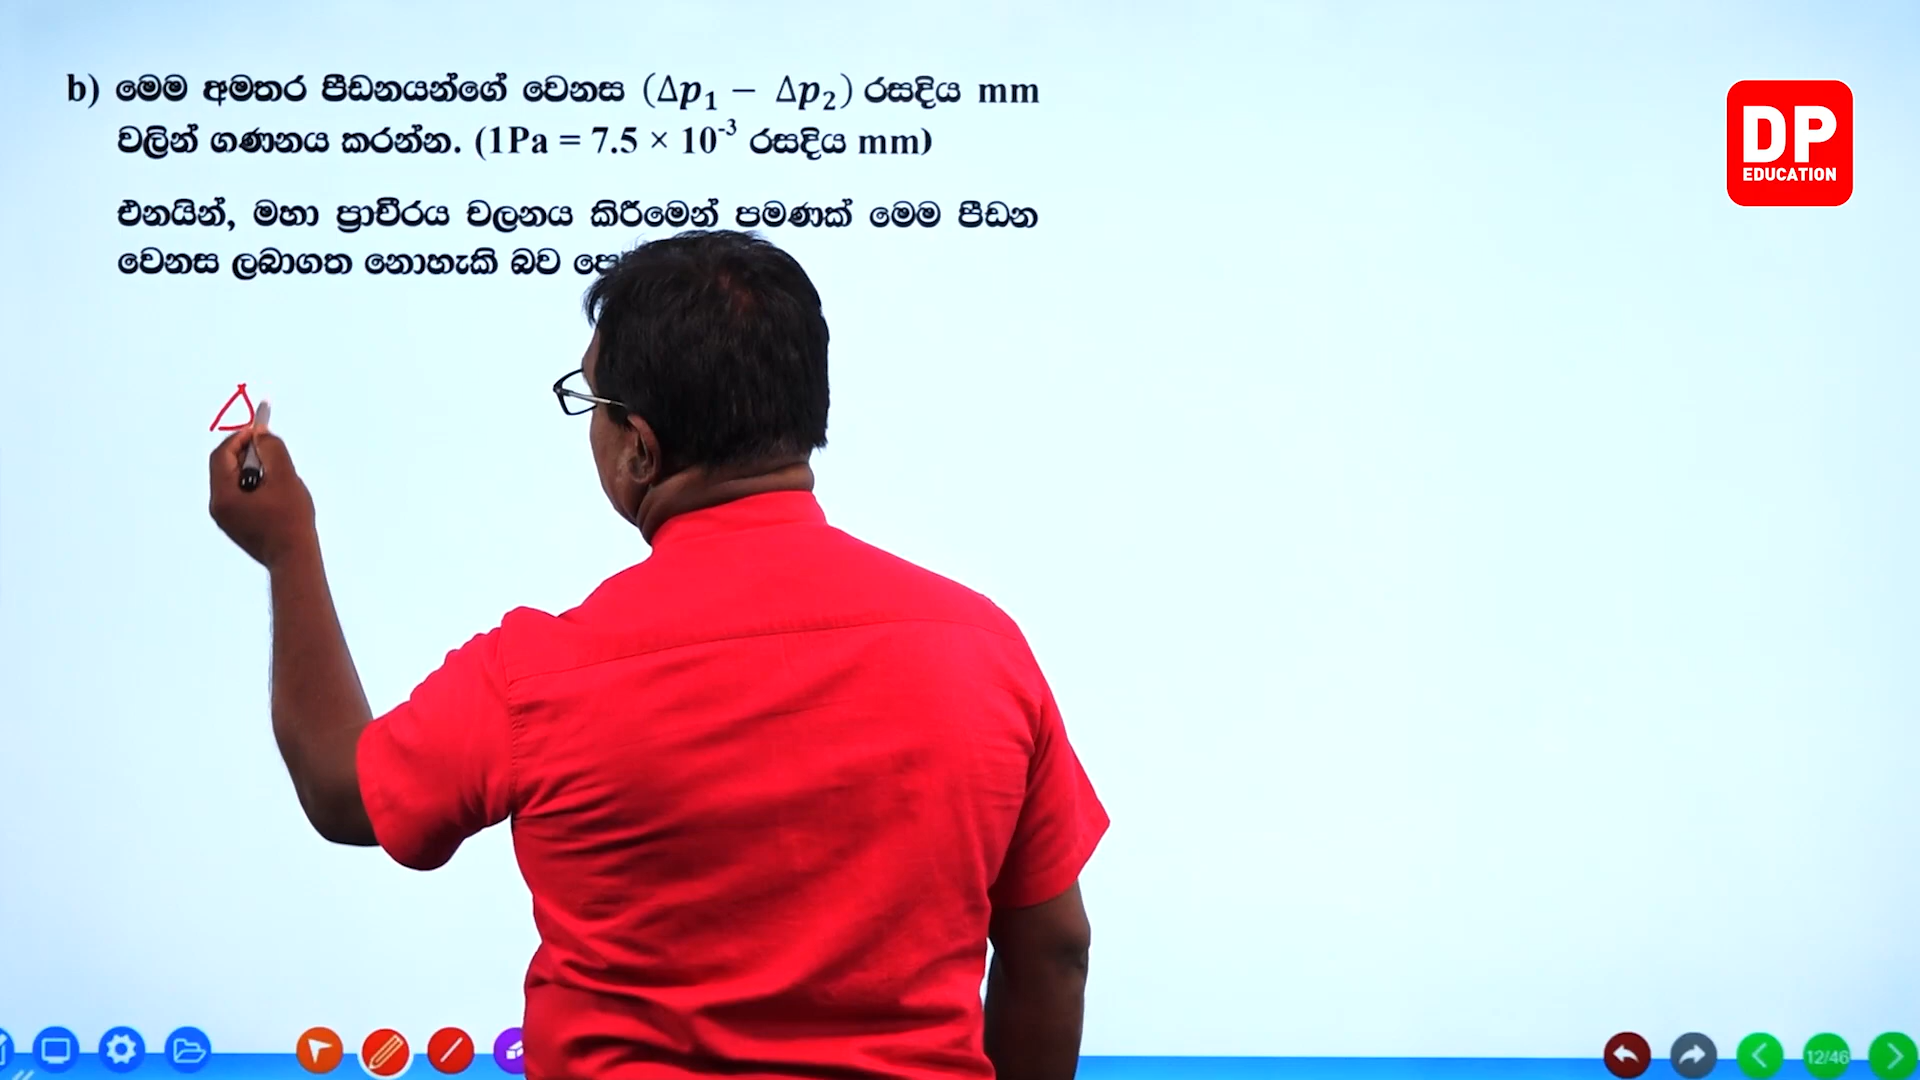 b) මෙම අමතර පීඩනයන්ගේ වෙනස (Δp₁ − Δp₂) රසදිය mm
වලින් ගණනය කරන්න. (1Pa = 7.5 × 10⁻³ රසදිය mm)
එනයින්, මහා ප්‍රාචීරය චලනය කිරීමෙන් පමණක් මෙම පීඩන
වෙනස ලබාගත නොහැකි බව
Δ
DP
EDUCATION
12/46